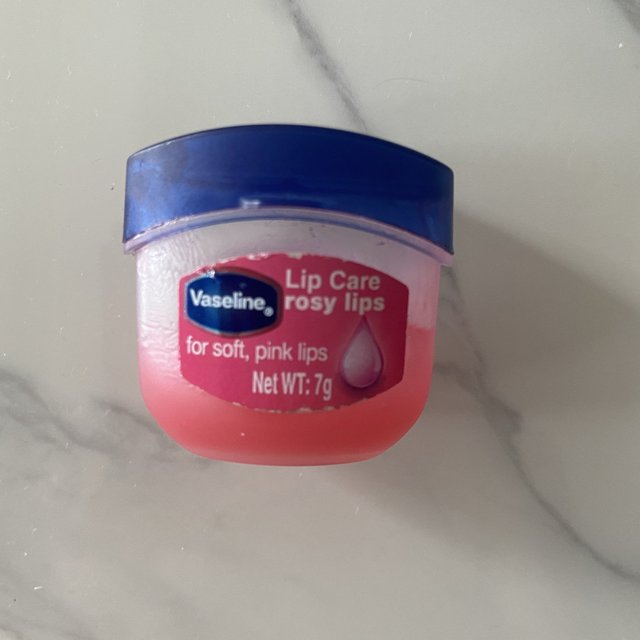 Lip Care
Vaseline® rosy lips
for soft, pink lips
Net WT: 7g